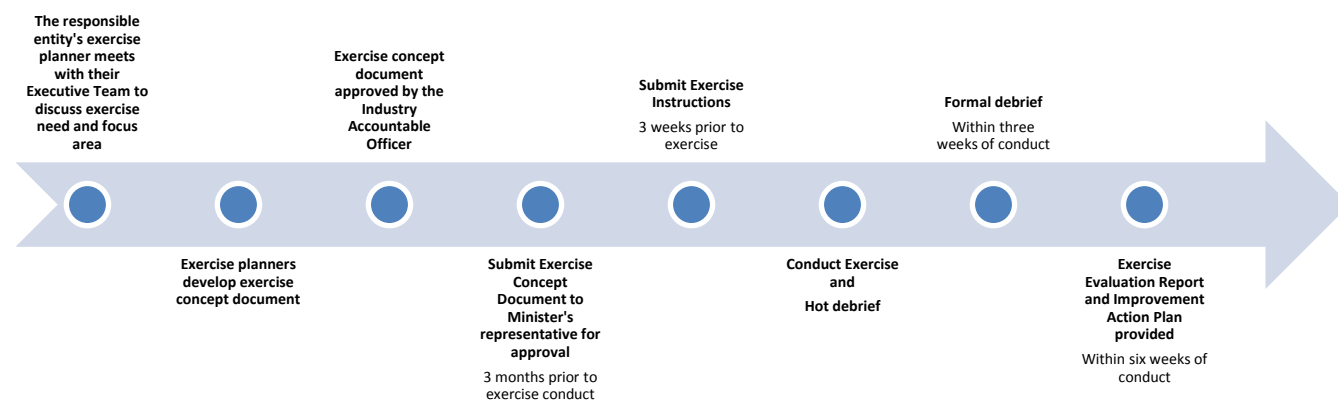 The responsible
entity's exercise
planner meets
with their
Executive Team to
discuss exercise
need and focus
area
Exercise planners
develop exercise
concept document
Exercise concept
document
approved by the
Industry
Accountable
Officer
Submit Exercise
Concept
Document to
Minister's
representative for
approval
3 months prior to
exercise conduct
Submit Exercise
Instructions
3 weeks prior to
exercise
Conduct Exercise
and
Hot debrief
Formal debrief
Within three
weeks of conduct
Exercise
Evaluation Report
and Improvement
Action Plan
provided
Within six weeks of
conduct